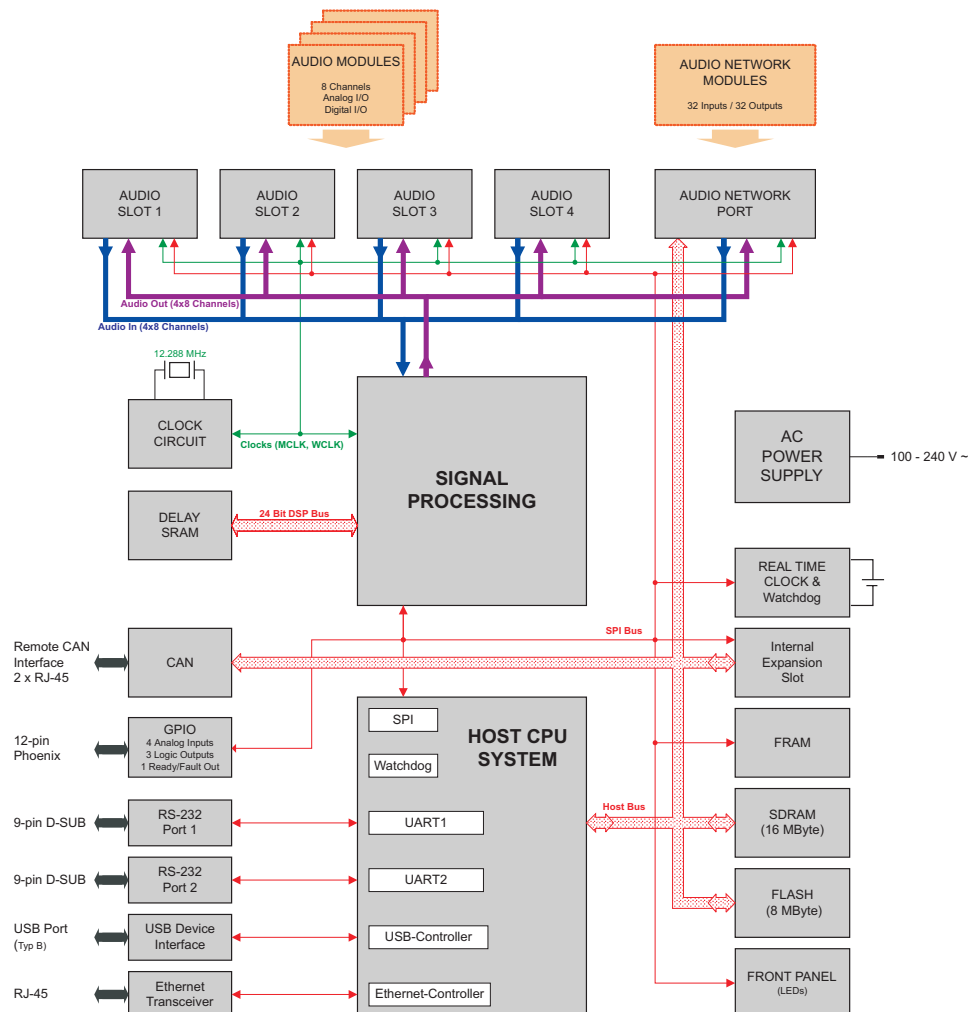 AUDIO MODULES
8 Channels
Analog I/O
Digital I/O
AUDIO NETWORK
MODULES
32 Inputs / 32 Outputs
AUDIO
SLOT 1
AUDIO
SLOT 2
AUDIO
SLOT 3
AUDIO
SLOT 4
AUDIO NETWORK
PORT
Audio Out (4x8 Channels)
Audio In (4x8 Channels)
12.288 MHz
CLOCK
CIRCUIT
Clocks (MCLK, WCLK)
SIGNAL
PROCESSING
AC
POWER
SUPPLY
100 - 240 V ~
DELAY
SRAM
24 Bit DSP Bus
REAL TIME
CLOCK &
Watchdog
SPI Bus
Remote CAN
Interface
2 x RJ-45
CAN
Internal
Expansion
Slot
12-pin
Phoenix
GPIO
4 Analog Inputs
3 Logic Outputs
1 Ready/Fault Out
SPI
HOST CPU
SYSTEM
Watchdog
FRAM
9-pin D-SUB
RS-232
Port 1
UART1
Host Bus
SDRAM
(16 MByte)
9-pin D-SUB
RS-232
Port 2
UART2
FLASH
(8 MByte)
USB Port
(Typ B)
USB Device
Interface
USB-Controller
RJ-45
Ethernet
Transceiver
Ethernet-Controller
FRONT PANEL
(LEDs)